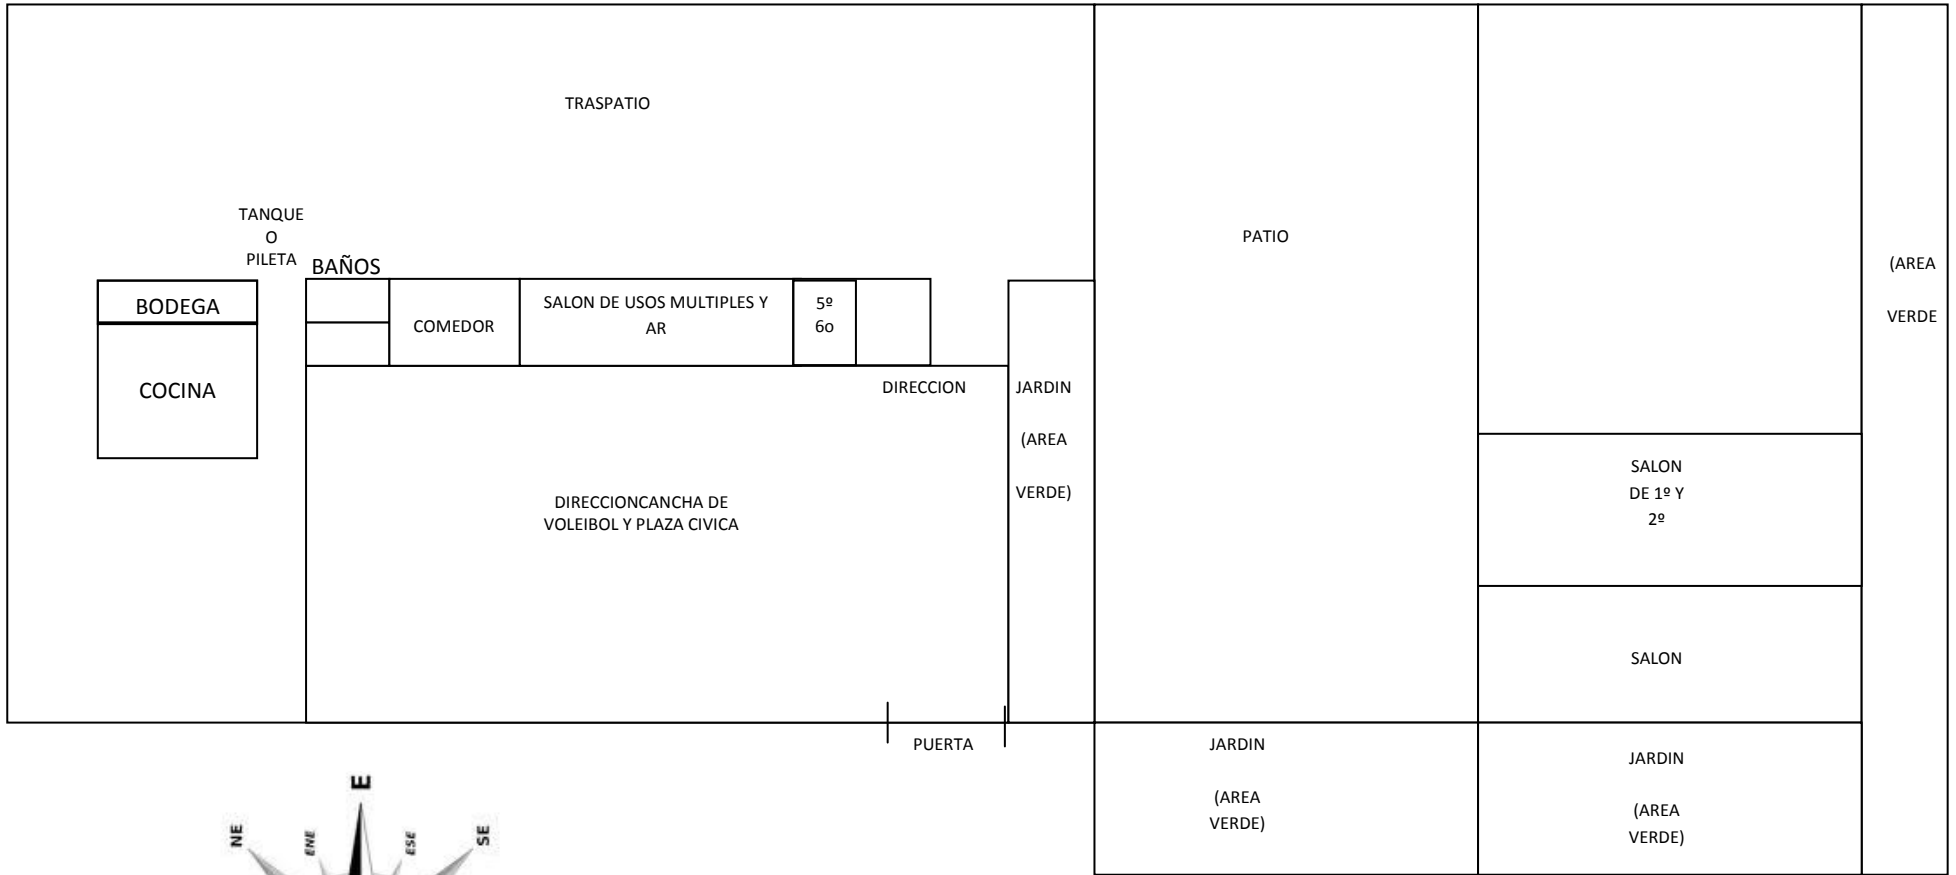 TRASPATIO
TANQUE
O
PILETA
BAÑOS
BODEGA
COCINA
COMEDOR
SALON DE USOS MULTIPLES Y
AR
5º
6o
DIRECCION
DIRECCIONCANCHA DE
VOLEIBOL Y PLAZA CIVICA
JARDIN
(AREA
VERDE)
PUERTA
PATIO
SALON
DE 1º Y
2º
SALON
(AREA
VERDE
JARDIN
(AREA
VERDE)
JARDIN
(AREA
VERDE)
E
NE
ENE
ESE
SE